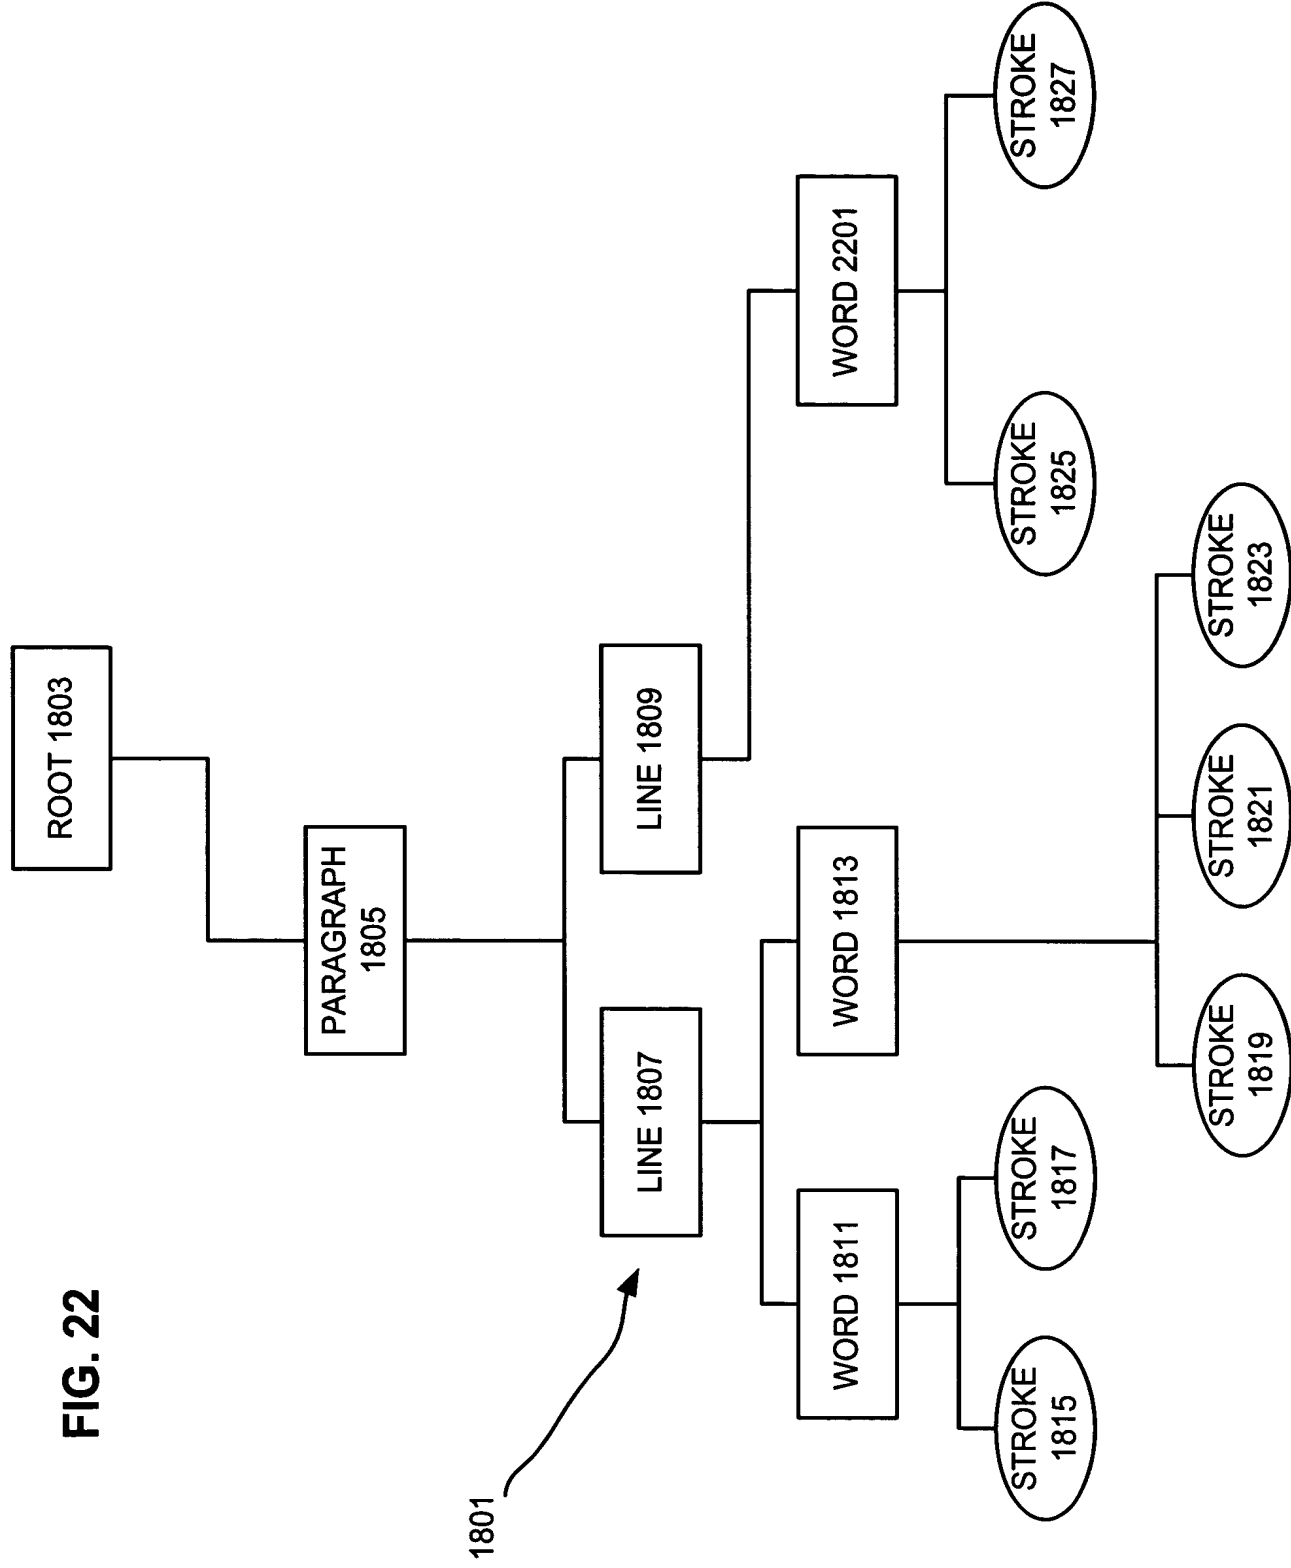 FIG. 22
1801
ROOT 1803
PARAGRAPH
1805
LINE 1807
LINE 1809
WORD 1811
WORD 1813
WORD 2201
STROKE
1815
STROKE
1817
STROKE
1825
STROKE
1827
STROKE
1819
STROKE
1821
STROKE
1823